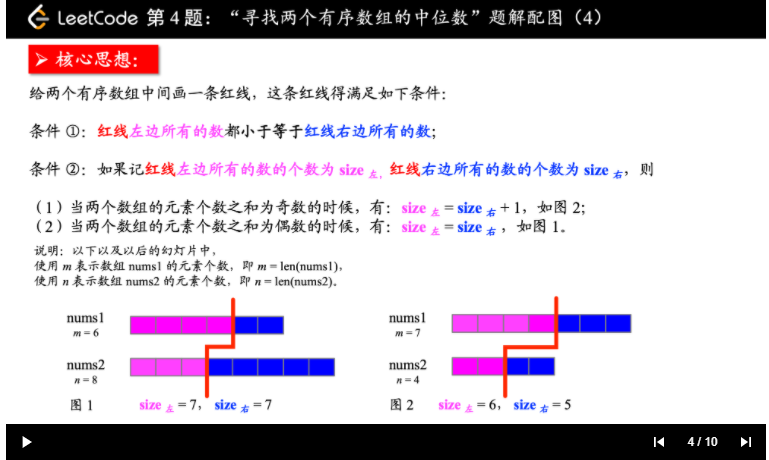 LeetCode 第 4 题：“寻找两个有序数组的中位数”题解配图（4）
➢ 核心思想：
给两个有序数组中间画一条红线，这条红线得满足如下条件：
条件 ①：红线左边所有的数都小于等于红线右边所有的数；
条件 ②：如果记红线左边所有的数的个数为 size 左，红线右边所有的数的个数为 size 右，则
（1）当两个数组的元素个数之和为奇数的时候，有：size 左 = size 右 + 1，如图 2；
（2）当两个数组的元素个数之和为偶数的时候，有：size 左 = size 右，如图 1。
说明：以下以及以后的幻灯片中，
使用 m 表示数组 nums1 的元素个数，即 m = len(nums1)，
使用 n 表示数组 nums2 的元素个数，即 n = len(nums2)。
nums1
m = 6
nums2
n = 8
图 1 size 左 = 7， size 右 = 7
nums1
m = 7
nums2
n = 4
图 2 size 左 = 6， size 右 = 5
4 / 10